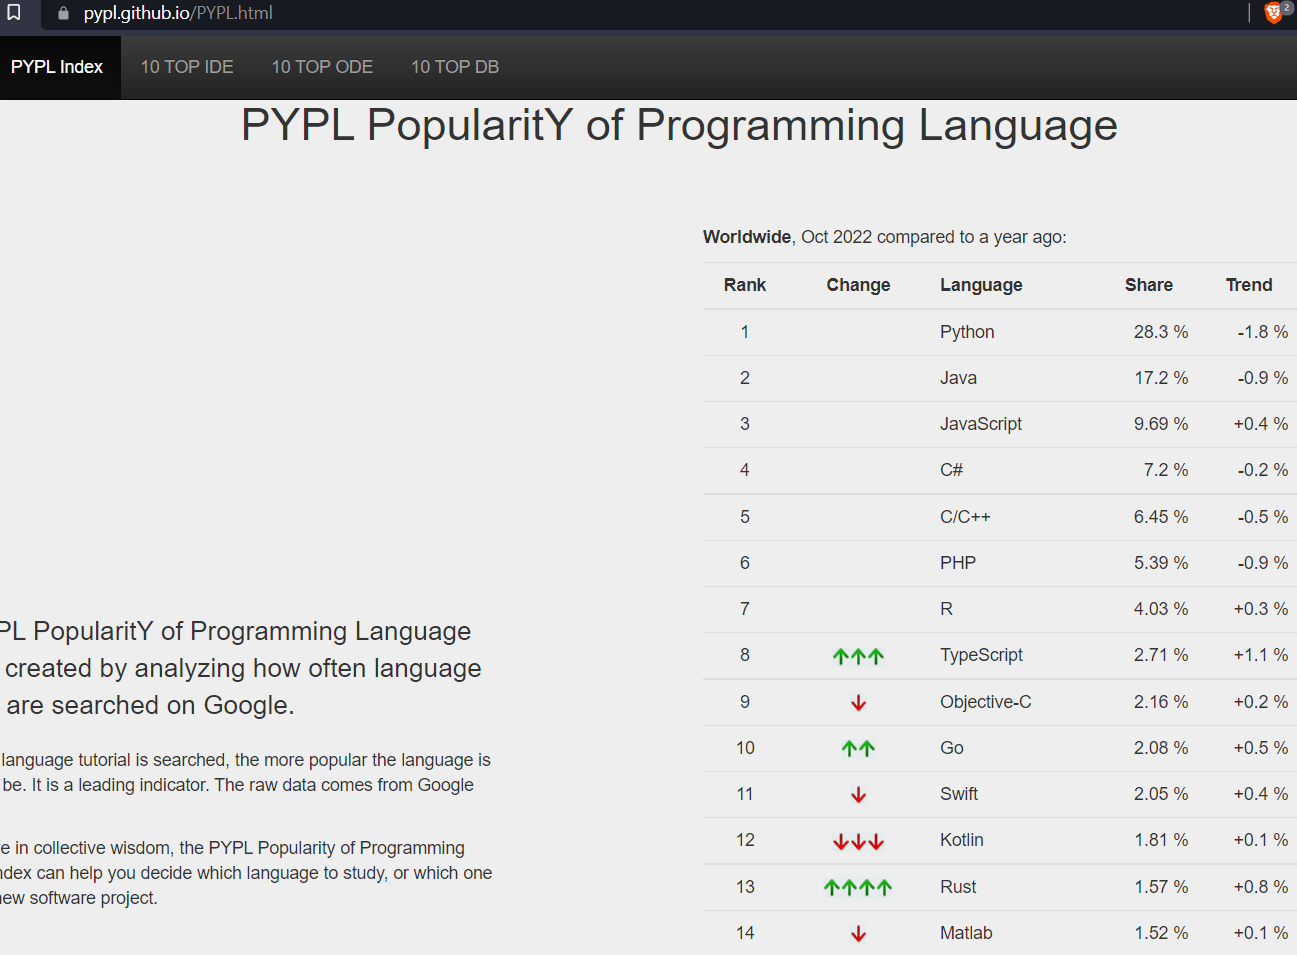 pypl.github.io/PYPL.html
2
PYPL Index 10 TOP IDE 10 TOP ODE 10 TOP DB
PYPL PopularitY of Programming Language
Worldwide, Oct 2022 compared to a year ago:
Rank Change Language Share Trend
1 Python 28.3 % -1.8 %
2 Java 17.2 % -0.9 %
3 JavaScript 9.69 % +0.4 %
4 C# 7.2 % -0.2 %
5 C/C++ 6.45 % -0.5 %
6 PHP 5.39 % -0.9 %
7 R 4.03 % +0.3 %
8 ↑↑↑ TypeScript 2.71 % +1.1 %
9 ↓ Objective-C 2.16 % +0.2 %
10 ↑↑ Go 2.08 % +0.5 %
11 ↓ Swift 2.05 % +0.4 %
12 ↓↓↓ Kotlin 1.81 % +0.1 %
13 ↑↑↑↑ Rust 1.57 % +0.8 %
14 ↓ Matlab 1.52 % +0.1 %
PL PopularitY of Programming Language
created by analyzing how often language
are searched on Google.
language tutorial is searched, the more popular the language is
be. It is a leading indicator. The raw data comes from Google
e in collective wisdom, the PYPL Popularity of Programming
ndex can help you decide which language to study, or which one
ew software project.